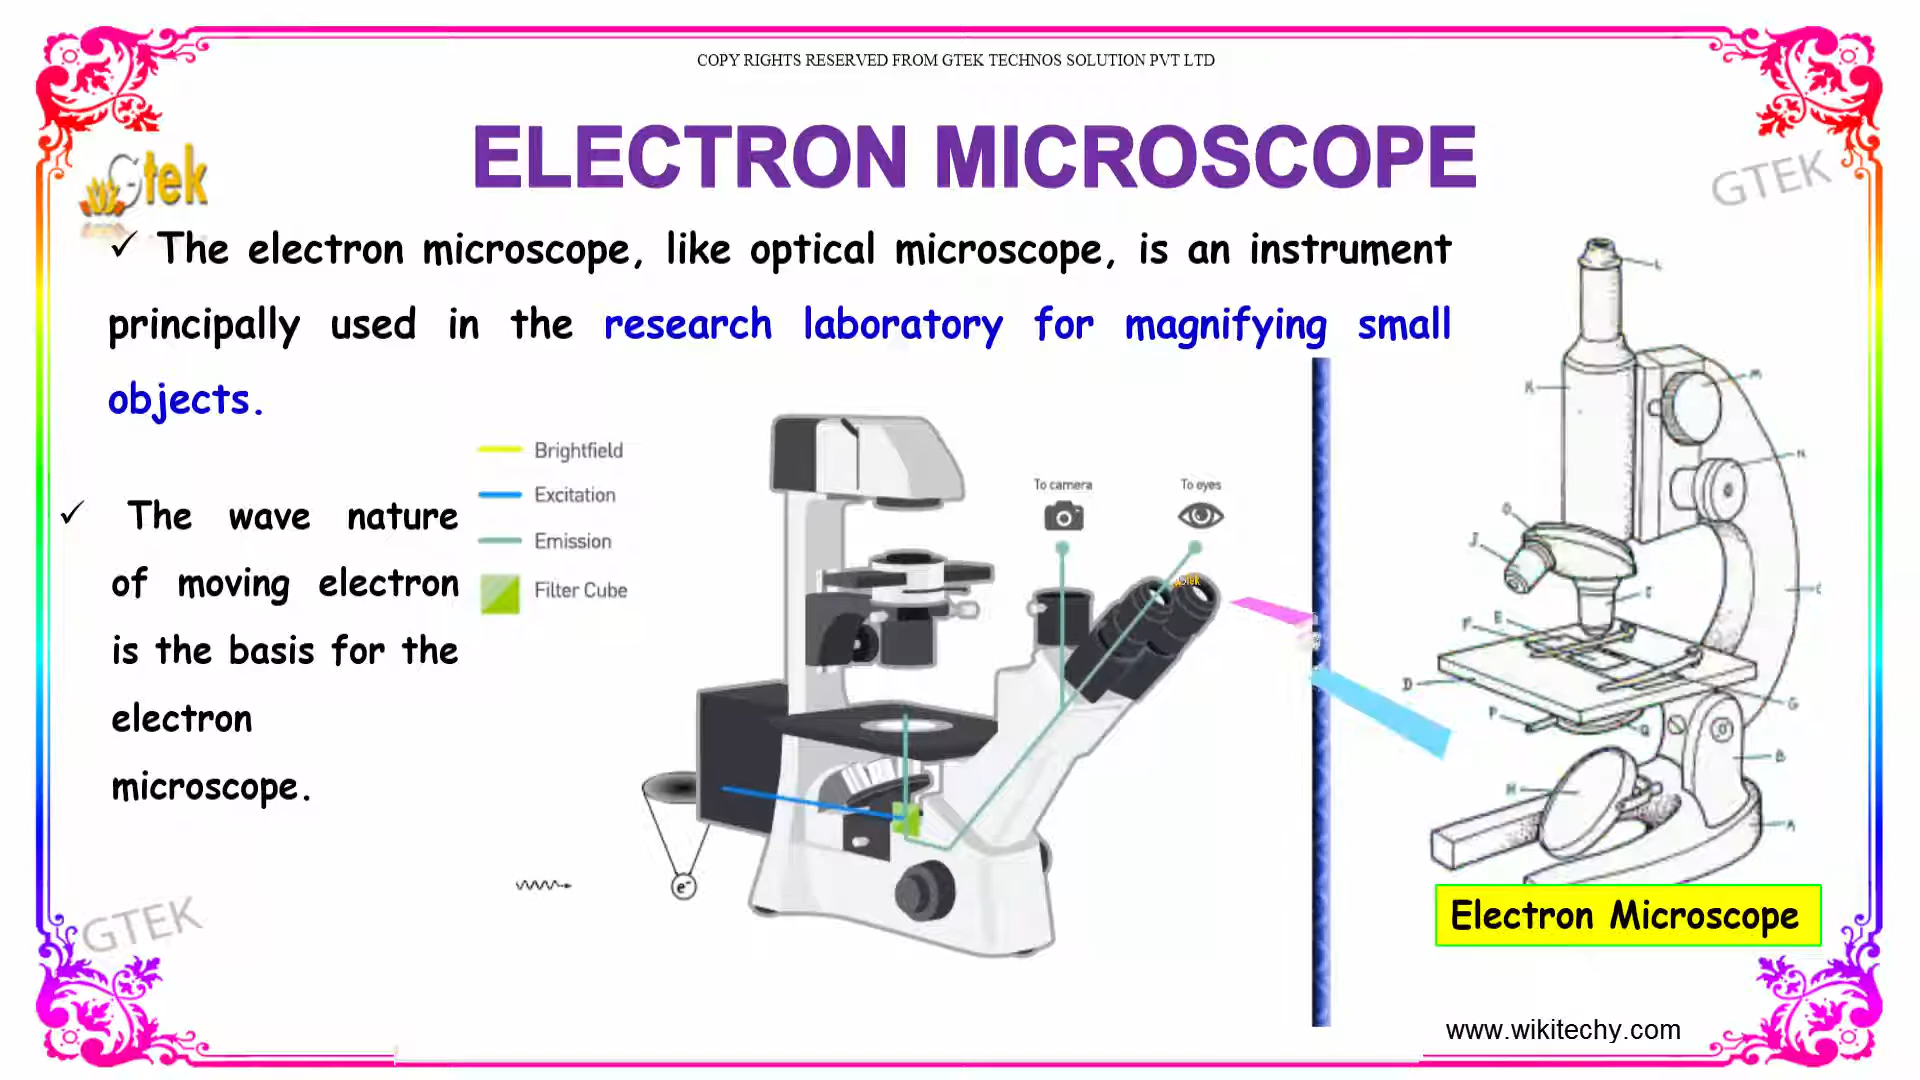 COPY RIGHTS RESERVED FROM GTEK TECHNOS SOLUTION PVT LTD
Gtek
ELECTRON MICROSCOPE
GTEK
✓ The electron microscope, like optical microscope, is an instrument
principally used in the research laboratory for magnifying small
objects.
✓ The wave nature
of moving electron
is the basis for the
electron
microscope.
Brightfield
Excitation
Emission
Filter Cube
To camera
To eyes
Gtek
e-
L
K
M
N
O
J
I
C
E
F
D
G
P
Q
B
H
A
Electron Microscope
GTEK
www.wikitechy.com